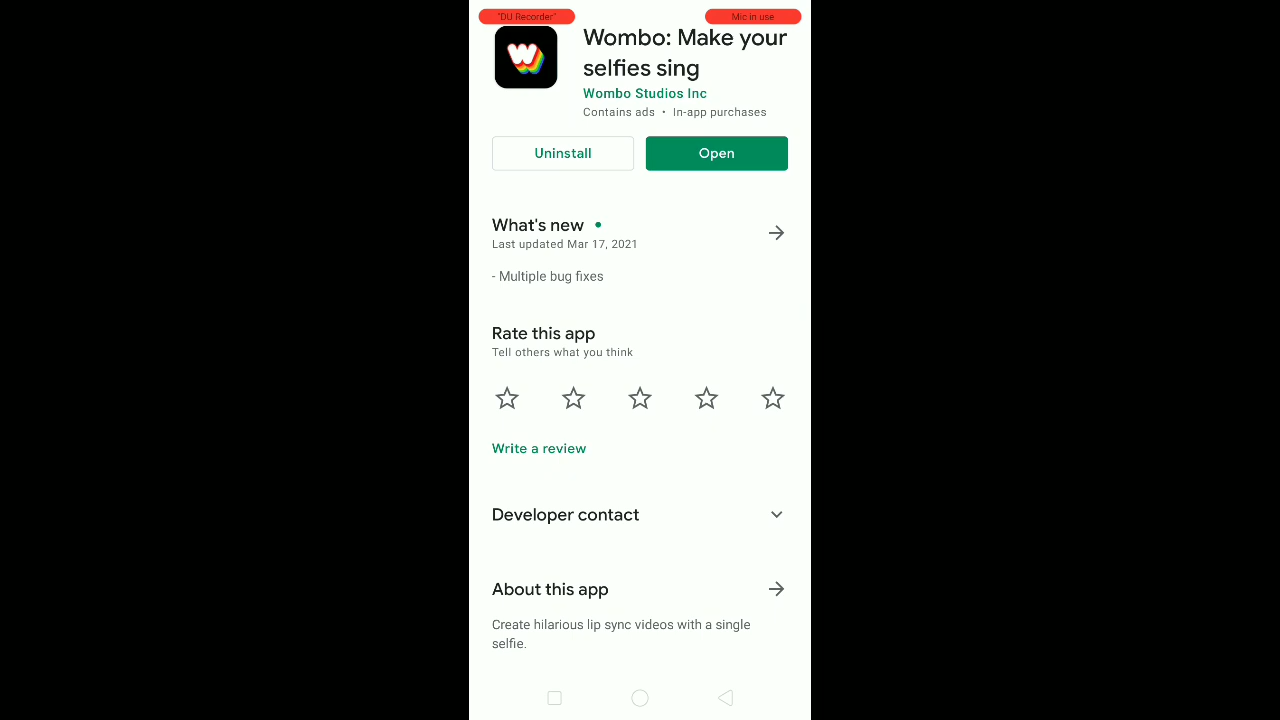 "DU Recorder"
Mic in use
W
Wombo: Make your
selfies sing
Wombo Studios Inc
Contains ads • In-app purchases
Uninstall
Open
What's new
Last updated Mar 17, 2021
- Multiple bug fixes
Rate this app
Tell others what you think
Write a review
Developer contact
About this app
Create hilarious lip sync videos with a single
selfie.